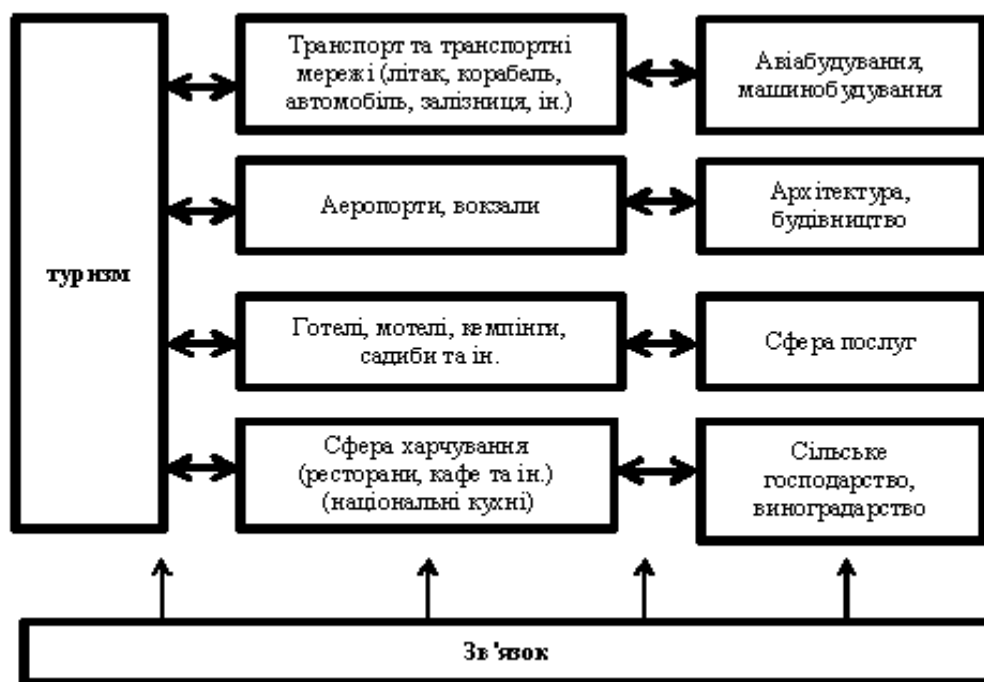 туризм
Транспорт та транспортні
мережі (літак, корабель,
автомобіль, залізниця, ін.)
Авіабудування,
машинобудування
Аеропорти, вокзали
Архітектура,
будівництво
Готелі, мотелі, кемпінги,
садиби та ін.
Сфера послуг
Сфера харчування
(ресторани, кафе та ін.)
(національні кухні)
Сільське
господарство,
виноградарство
Зв'язок